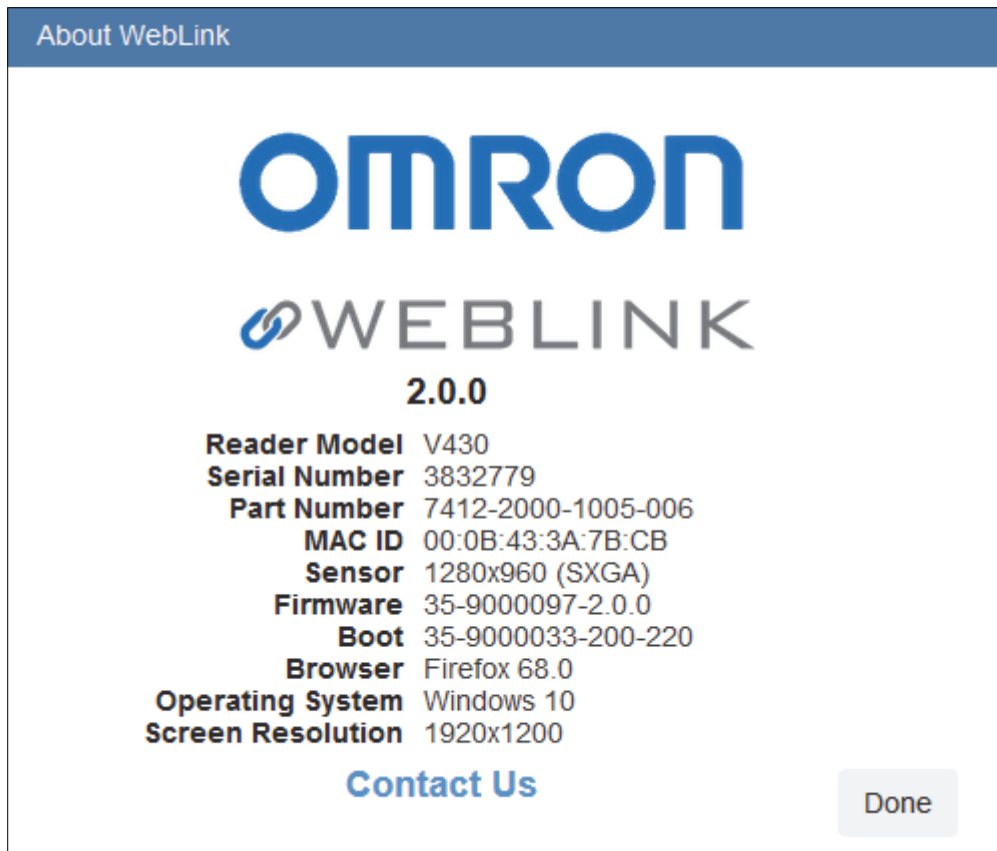 About WebLink
OMRON
WEBLINK
2.0.0
Reader Model V430
Serial Number 3832779
Part Number 7412-2000-1005-006
MAC ID 00:0B:43:3A:7B:CB
Sensor 1280x960 (SXGA)
Firmware 35-9000097-2.0.0
Boot 35-9000033-200-220
Browser Firefox 68.0
Operating System Windows 10
Screen Resolution 1920x1200
Contact Us
Done